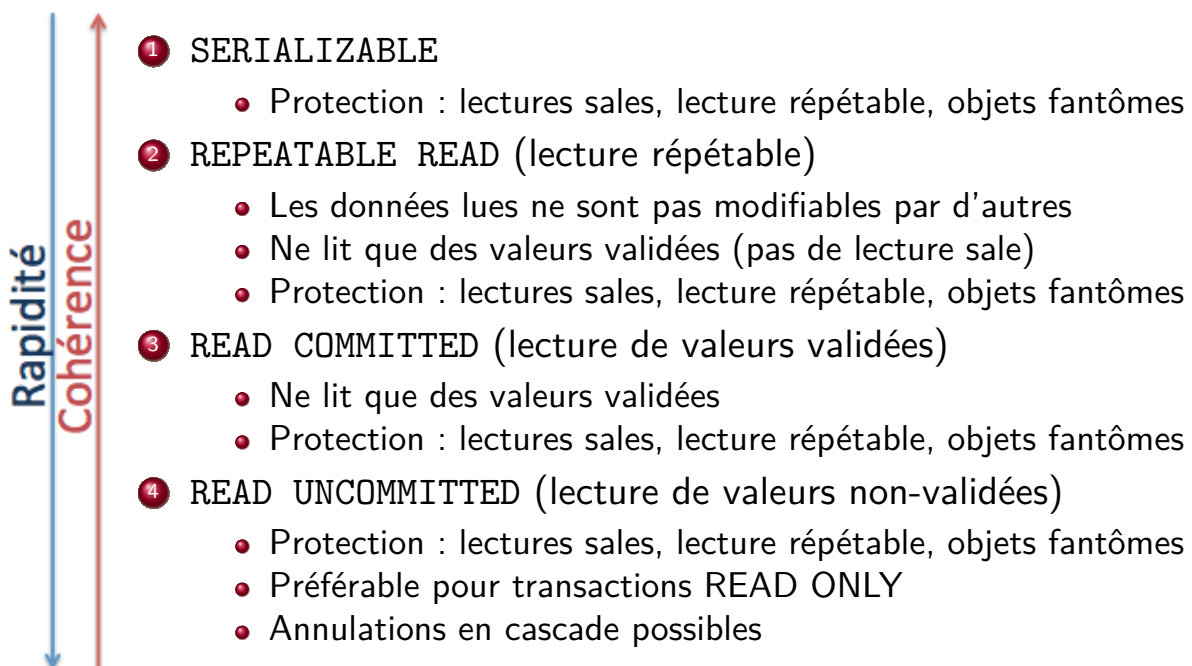 1 SERIALIZABLE
Protection : lectures sales, lecture répétable, objets fantômes
2 REPEATABLE READ (lecture répétable)
Les données lues ne sont pas modifiables par d'autres
Ne lit que des valeurs validées (pas de lecture sale)
Protection : lectures sales, lecture répétable, objets fantômes
3 READ COMMITTED (lecture de valeurs validées)
Ne lit que des valeurs validées
Protection : lectures sales, lecture répétable, objets fantômes
4 READ UNCOMMITTED (lecture de valeurs non-validées)
Protection : lectures sales, lecture répétable, objets fantômes
Préférable pour transactions READ ONLY
Annulations en cascade possibles
Rapidité
Cohérence